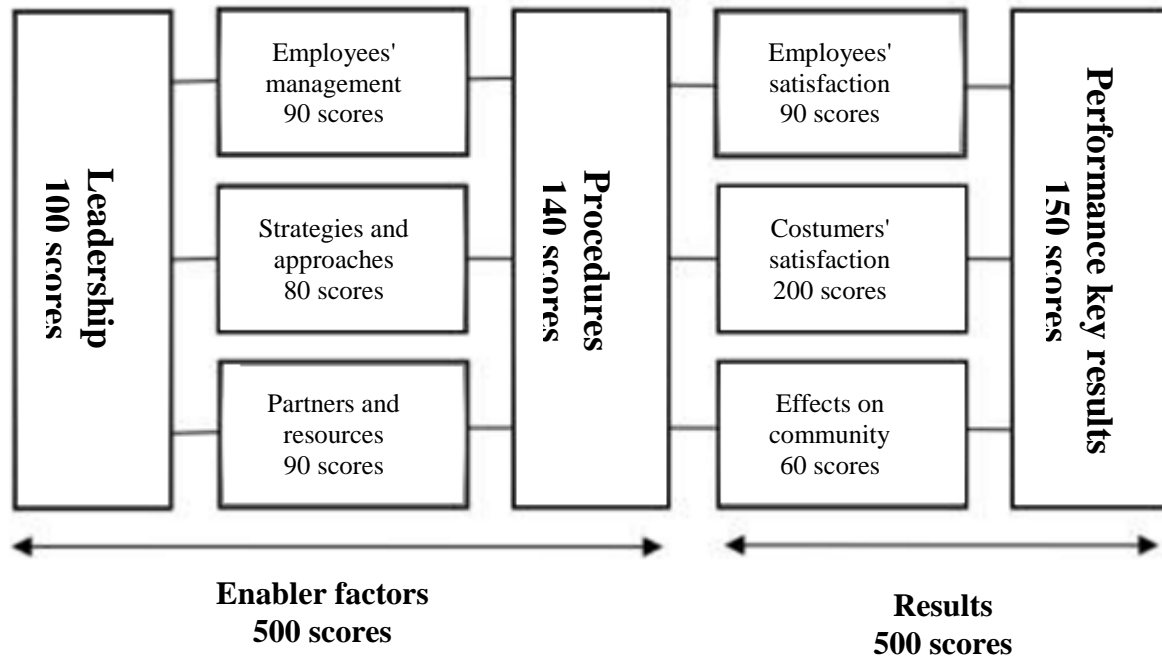 Leadership
100 scores
Employees'
management
90 scores
Strategies and
approaches
80 scores
Partners and
resources
90 scores
Procedures
140 scores
Employees'
satisfaction
90 scores
Costumers'
satisfaction
200 scores
Effects on
community
60 scores
Performance key results
150 scores
Enabler factors
500 scores
Results
500 scores